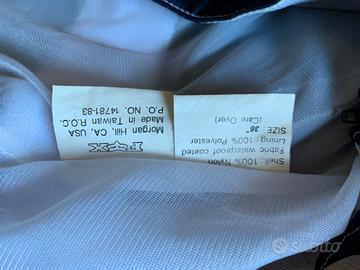 FOX
Morgan Hill, CA, USA
Made in Taiwan R.O.C.
P.O. NO. 14781-83
Shell: 100% Nylon
Fabric waterproof coated
Lining: 100% Polyester
SIZE: 36"
(Care Over)
subito